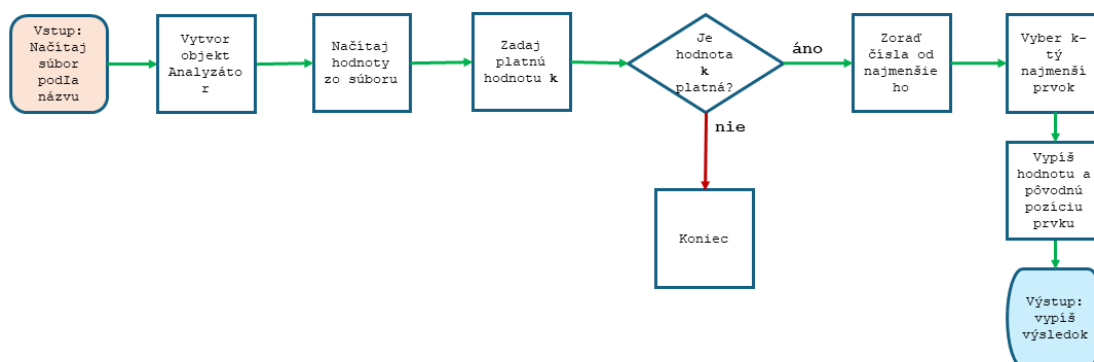 Vstup:
Načítaj
súbor
podľa
názvu
Vytvor
objekt
Analyzáto
r
Načítaj
hodnoty
zo súboru
Zadaj
platnú
hodnotu k
Je
hodnota
k
platná?
áno
nie
Koniec
Zoraď
čísla od
najmenšie
ho
Vyber k-
tý
najmenší
prvok
Vypíš
hodnotu a
pôvodnú
pozíciu
prvku
Výstup:
vypíš
výsledok